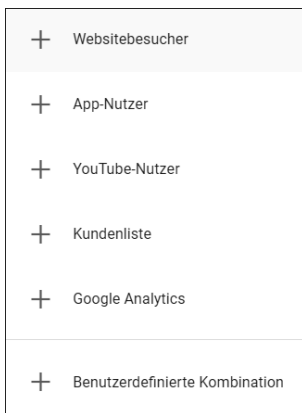 Websitebesucher
App-Nutzer
YouTube-Nutzer
Kundenliste
Google Analytics
Benutzerdefinierte Kombination